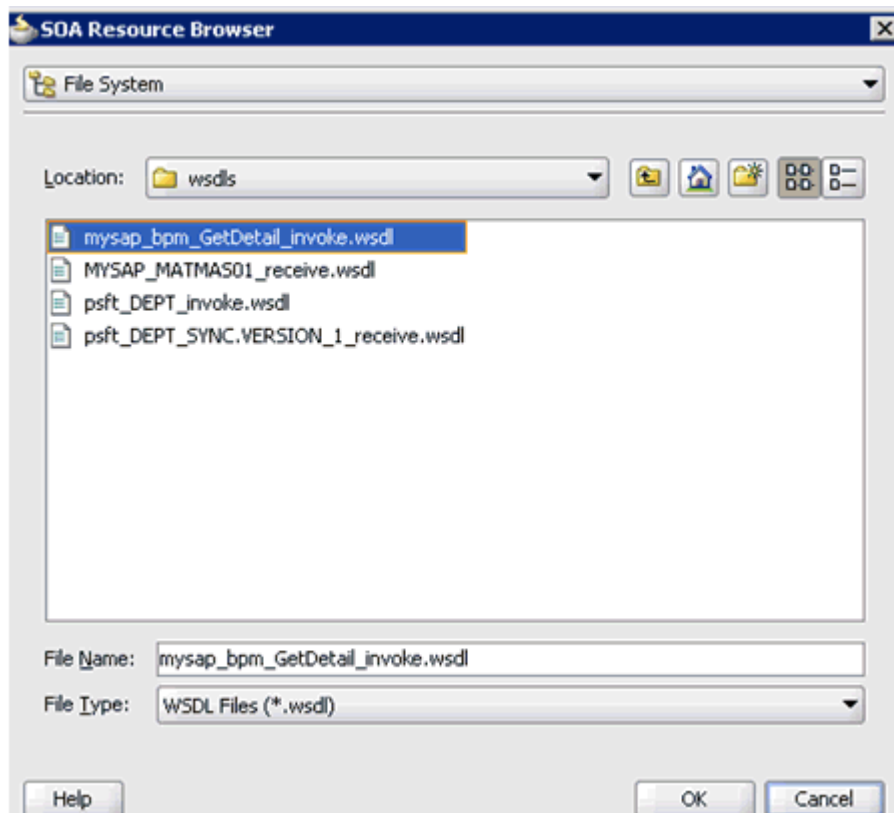 SOA Resource Browser
File System
Location: wsdls
mysap_bpm_GetDetail_invoke.wsdl
MYSAP_MATMAS01_receive.wsdl
psft_DEPT_invoke.wsdl
psft_DEPT_SYNC.VERSION_1_receive.wsdl
File Name: mysap_bpm_GetDetail_invoke.wsdl
File Type: WSDL Files (*.wsdl)
Help OK Cancel